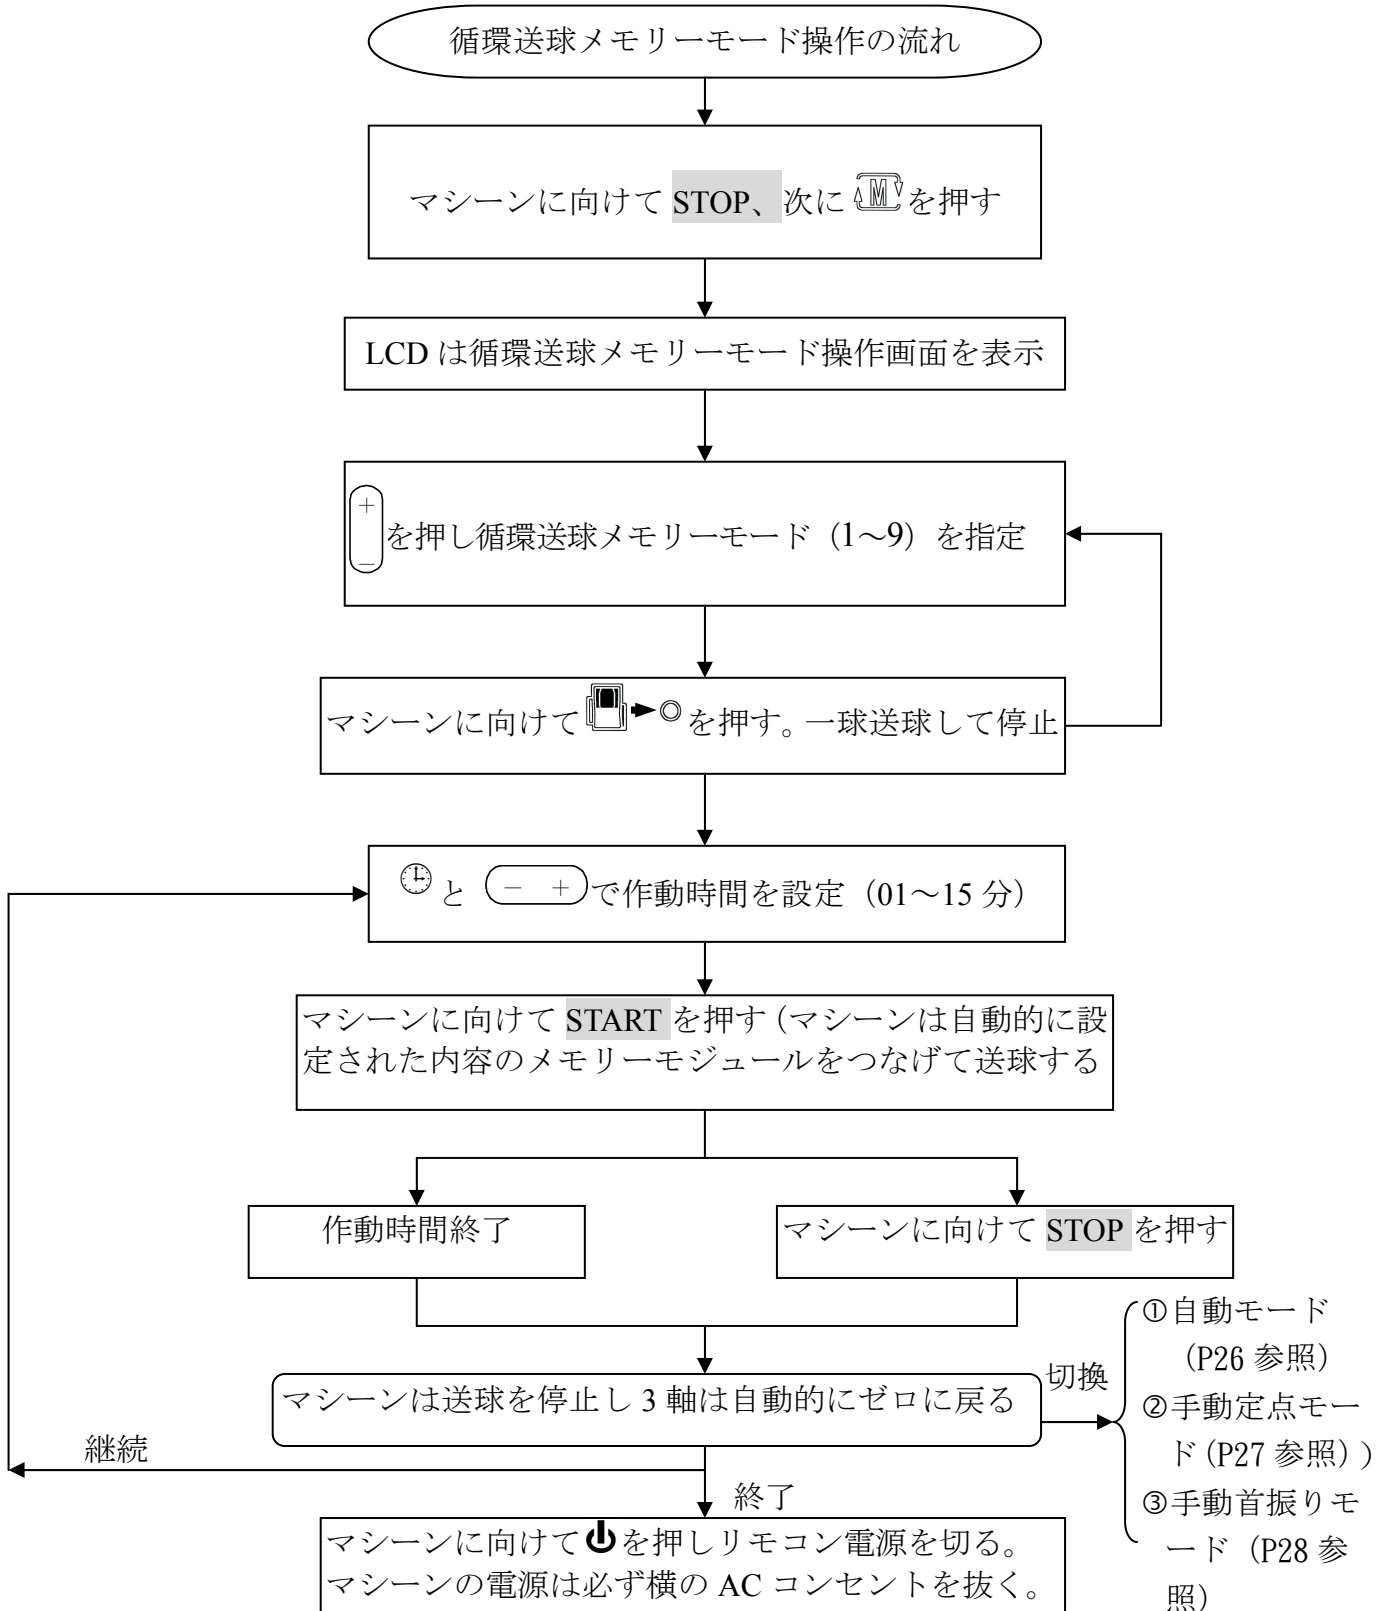 循環送球メモリーモード操作の流れ
マシーンに向けて STOP、次に M を押す
LCD は循環送球メモリーモード操作画面を表示
+
−
を押し循環送球メモリーモード（1～9）を指定
マシーンに向けて を押す。一球送球して停止
と − + で作動時間を設定（01～15 分）
マシーンに向けて START を押す（マシーンは自動的に設
定された内容のメモリーモジュールをつなげて送球する
作動時間終了
マシーンに向けて STOP を押す
マシーンは送球を停止し 3 軸は自動的にゼロに戻る
切換
①自動モード
（P26 参照）
②手動定点モー
ド（P27 参照））
③手動首振りモ
ード（P28 参
照）
継続
終了
マシーンに向けて を押しリモコン電源を切る。
マシーンの電源は必ず横の AC コンセントを抜く。